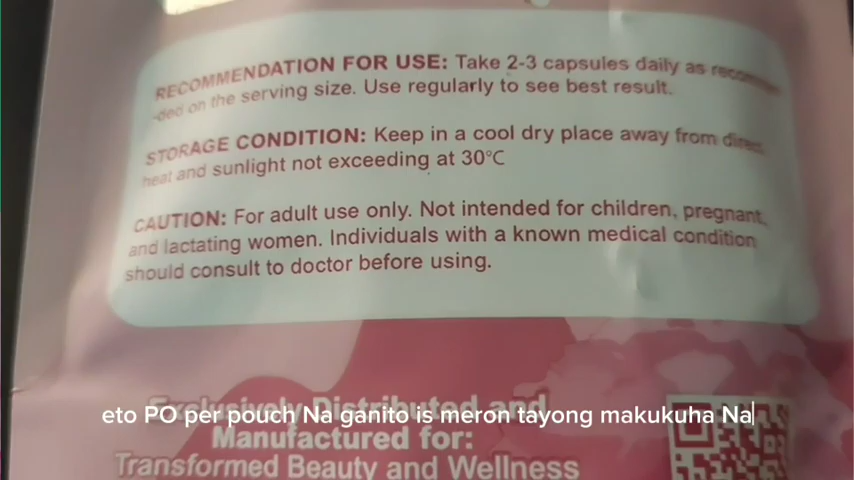 RECOMMENDATION FOR USE: Take 2-3 capsules daily as recommen
-ded on the serving size. Use regularly to see best result.
STORAGE CONDITION: Keep in a cool dry place away from direct
heat and sunlight not exceeding at 30°C
CAUTION: For adult use only. Not intended for children, pregnant,
and lactating women. Individuals with a known medical condition
should consult to doctor before using.
Exclusively Distributed and
eto PO per pouch Na ganito is meron tayong makukuha Na
Manufactured for:
Transformed Beauty and Wellness